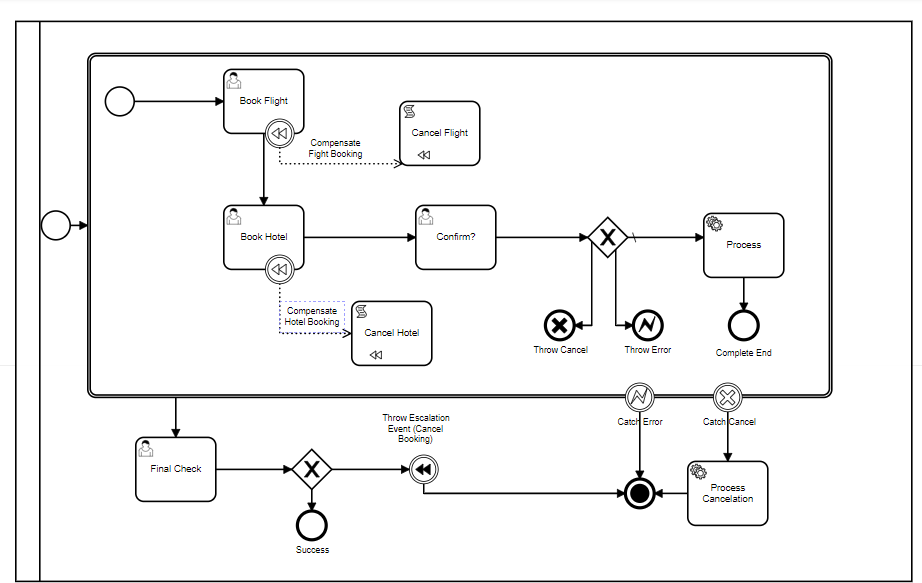 Book Flight
Compensate
Fight Booking
Cancel Flight
Book Hotel
Confirm?
Process
Compensate
Hotel Booking
Cancel Hotel
Throw Cancel
Throw Error
Complete End
Catch Error
Catch Cancel
Throw Escalation
Event (Cancel
Booking)
Final Check
Process
Cancelation
Success